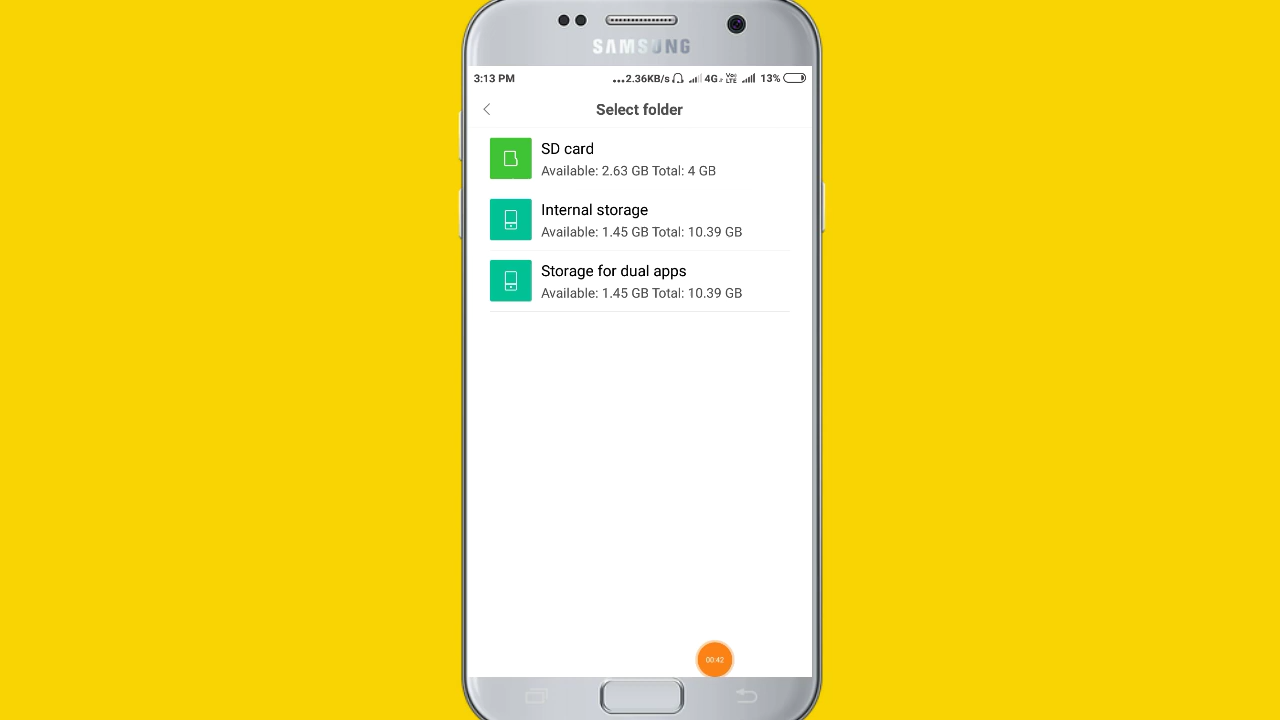 SAMSUNG
3:13 PM ...2.36KB/s 4G Vo) LTE 13%
Select folder
SD card
Available: 2.63 GB Total: 4 GB
Internal storage
Available: 1.45 GB Total: 10.39 GB
Storage for dual apps
Available: 1.45 GB Total: 10.39 GB
00:42